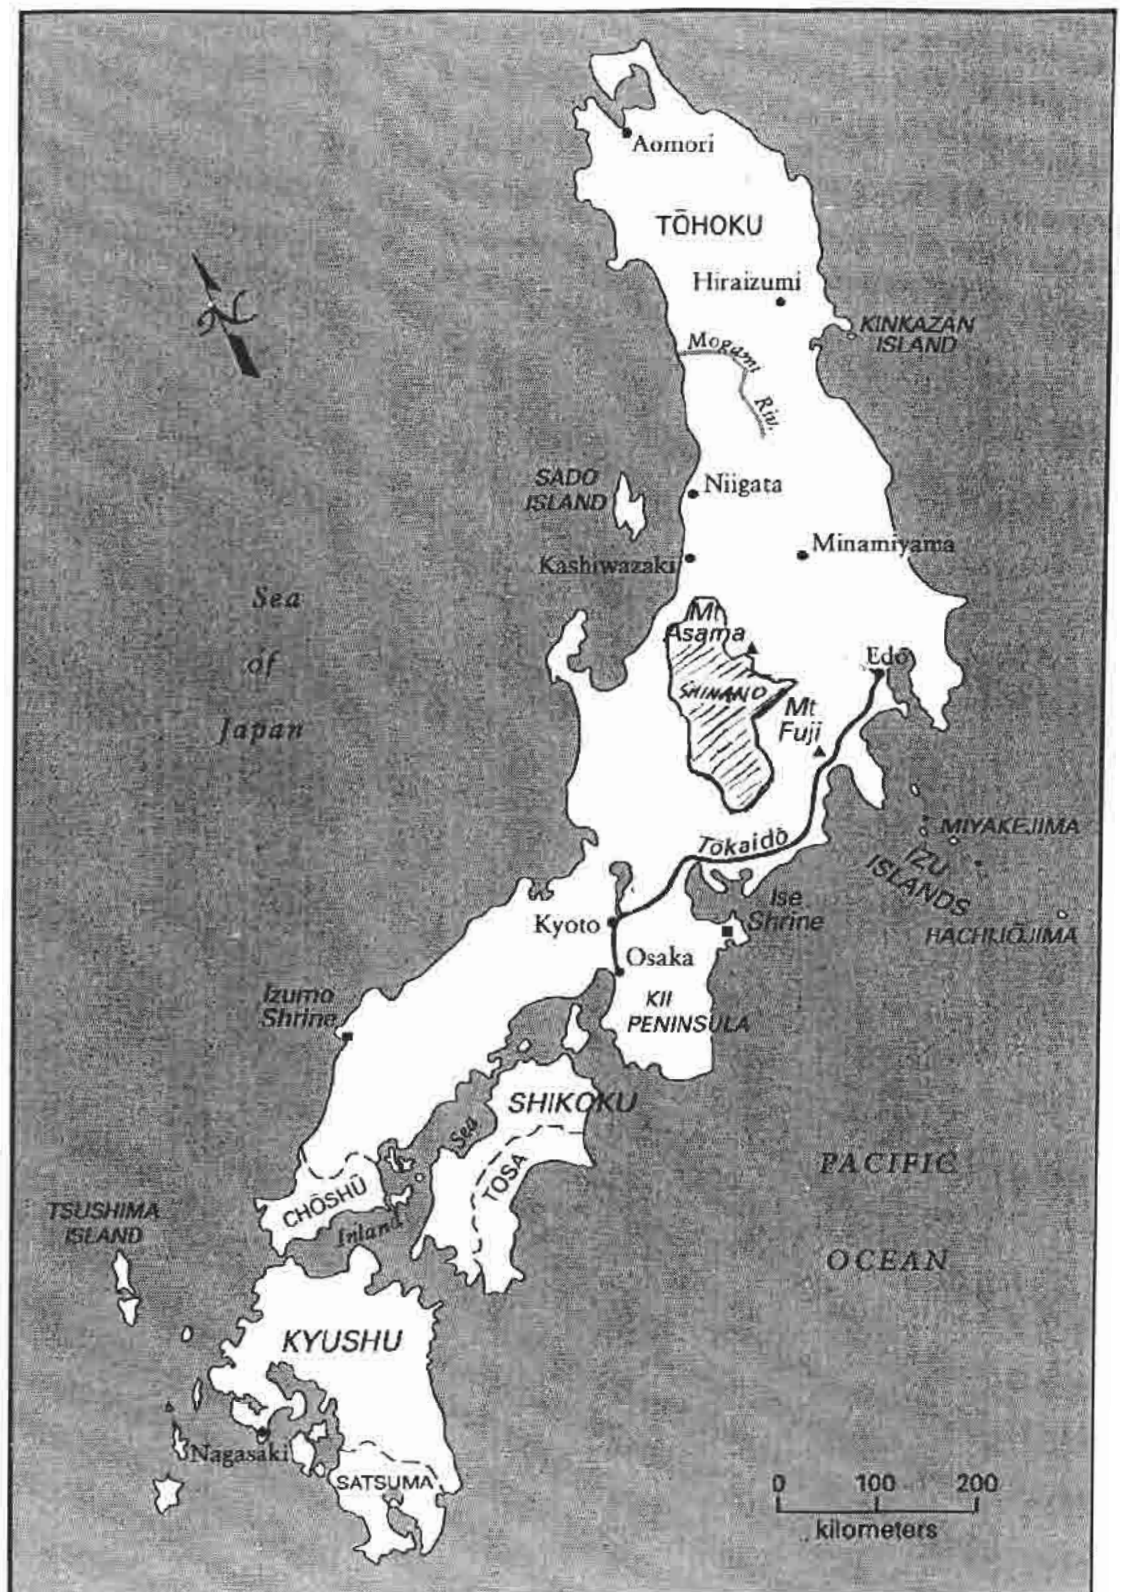 Aomori
TŌHOKU
Hiraizumi
KINKAZAN
ISLAND
Mogami
Riv.
SADO
ISLAND
Niigata
Kashiwazaki
Minamiyama
Sea
of
Japan
Mt
Asama
Edō
SHINANO
Mt
Fuji
Tōkaidō
MIYAKEJIMA
IZU
ISLANDS
HACHIJŌJIMA
Ise
Shrine
Kyoto
Osaka
KII
PENINSULA
Izumo
Shrine
SHIKOKU
Sea
TOSA
PACIFIC
OCEAN
CHŌSHŪ
Inland
TSUSHIMA
ISLAND
KYUSHU
Nagasaki
SATSUMA
0 100 200
kilometers